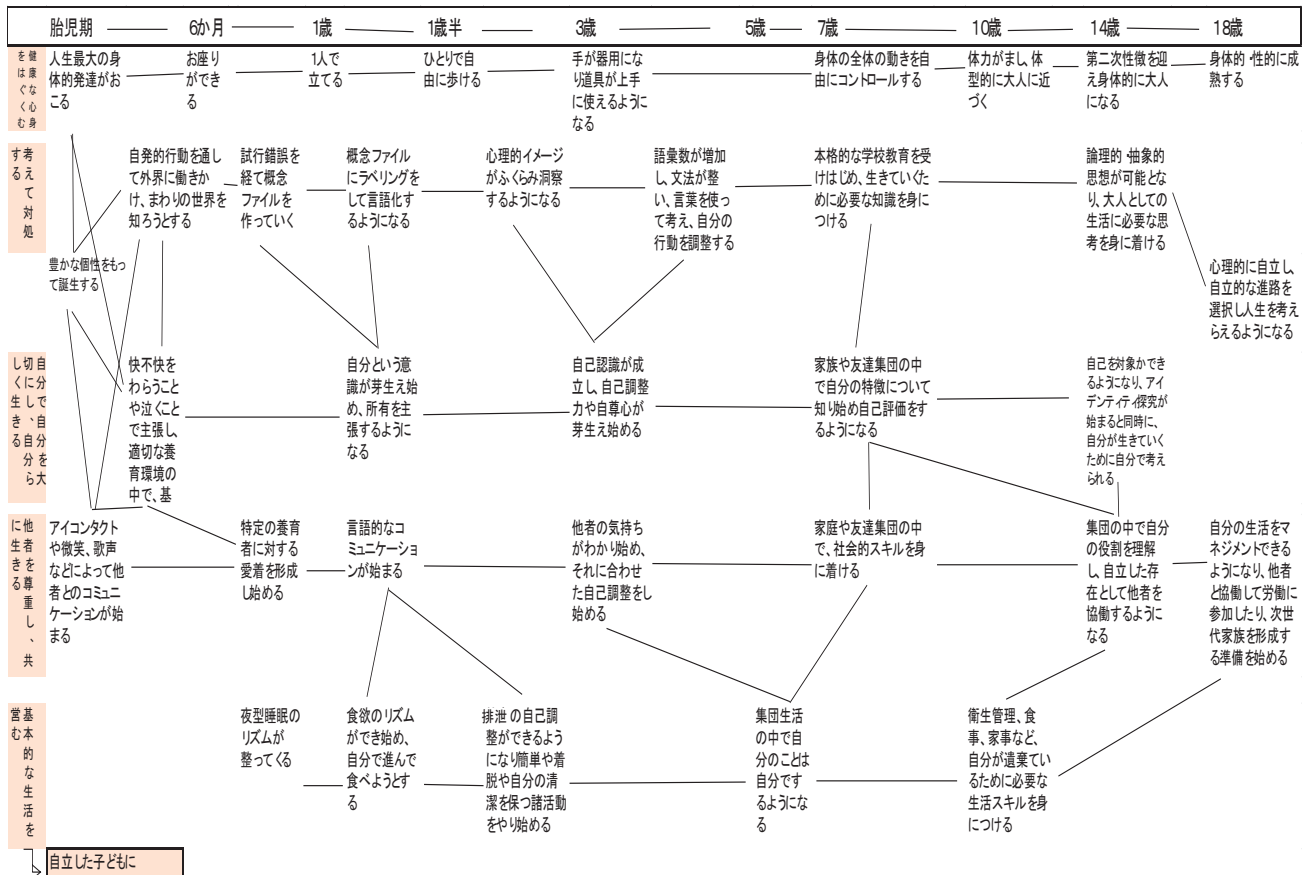 胎児期 6か月 1歳 1歳半 3歳 5歳 7歳 10歳 14歳 18歳
健康な心身
をはぐくむ
人生最大の身
体的発達がお
こる
お座り
ができ
る
1人で
立てる
ひとりで自
由に歩ける
手が器用にな
り道具が上手
に使えるように
なる
身体の全体の動きを自
由にコントロールする
体力がまし、体
型的に大人に近
づく
第二次性徴を迎
え身体的に大人
になる
身体的・性的に成
熟する
考えて対処
する
自発的行動を通し
て外界に働きか
け、まわりの世界を
知ろうとする
試行錯誤を
経て概念
ファイルを
作っていく
概念ファイル
にラベリングを
して言語化す
るようになる
心理的イメージ
がふくらみ洞察
するようになる
語彙数が増加
し、文法が整
い、言葉を使っ
て考え、自分の
行動を調整する
本格的な学校教育を受
けはじめ、生きていくた
めに必要な知識を身に
つける
論理的・抽象的
思想が可能とな
り、大人としての
生活に必要な思
考を身に着ける
豊かな個性をもっ
て誕生する
心理的に自立し、
自立的な進路を
選択し人生を考え
らえるようになる
自分で自分を大
切にし、自分ら
しく生きる
快不快を
わらうこと
や泣くこと
で主張し、
適切な養
育環境の
中で、基
自分という意
識が芽生え始
め、所有を主
張するように
なる
自己認識が成
立し、自己調整
力や自尊心が
芽生え始める
家族や友達集団の中
で自分の特徴について
知り始め自己評価をす
るようになる
自己を対象かでき
るようになり、アイ
デンティティ探究が
始まると同時に、
自分が生きていく
ために自分で考え
られる
他者を尊重し、共
に生きる
アイコンタクト
や微笑、歌声
などによって他
者とのコミュニ
ケーションが始
まる
特定の養育
者に対する
愛着を形成
し始める
言語的なコ
ミュニケーショ
ンが始まる
他者の気持ち
がわかり始め、
それに合わせ
た自己調整をし
始める
家庭や友達集団の中
で、社会的スキルを身
に着ける
集団の中で自分
の役割を理解
し、自立した存
在として他者を
協働するように
なる
自分の生活をマ
ネジメントできる
ようになり、他者
と協働して労働に
参加したり、次世
代家族を形成す
る準備を始める
基本的な生活を
営む
夜型睡眠の
リズムが
整ってくる
食欲のリズム
ができ始め、
自分で進んで
食べようとす
る
排泄の自己調
整ができるよう
になり簡単や着
脱や自分の清
潔を保つ諸活動
をやり始める
集団生活
の中で自
分のことは
自分です
るようにな
る
衛生管理、食
事、家事など、
自分が遺棄てい
るために必要な
生活スキルを身
につける
自立した子どもに